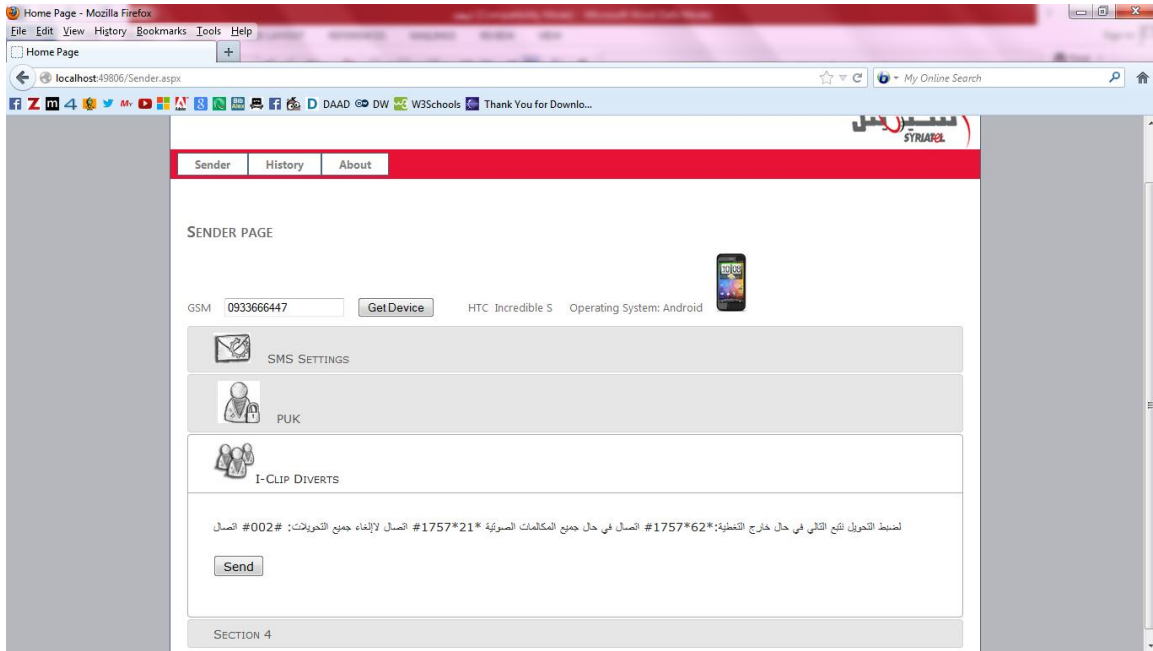 Home Page - Mozilla Firefox
File Edit View History Bookmarks Tools Help
Home Page
localhost:49806/Sender.aspx
My Online Search
DAAD DW W3Schools Thank You for Downlo...
SYRIATEL
Sender History About
SENDER PAGE
10:08
GSM 0933666447 Get Device HTC Incredible S Operating System: Android
SMS SETTINGS
PUK
I-CLIP DIVERTS
لضبط التحويل نتبع التالي في حال خارج التغطية:*62*1757# اتصال في حال جميع المكالمات الصوتية *21*1757# اتصال لاإلغاء جميع التحويلات: #002# اتصال
Send
SECTION 4